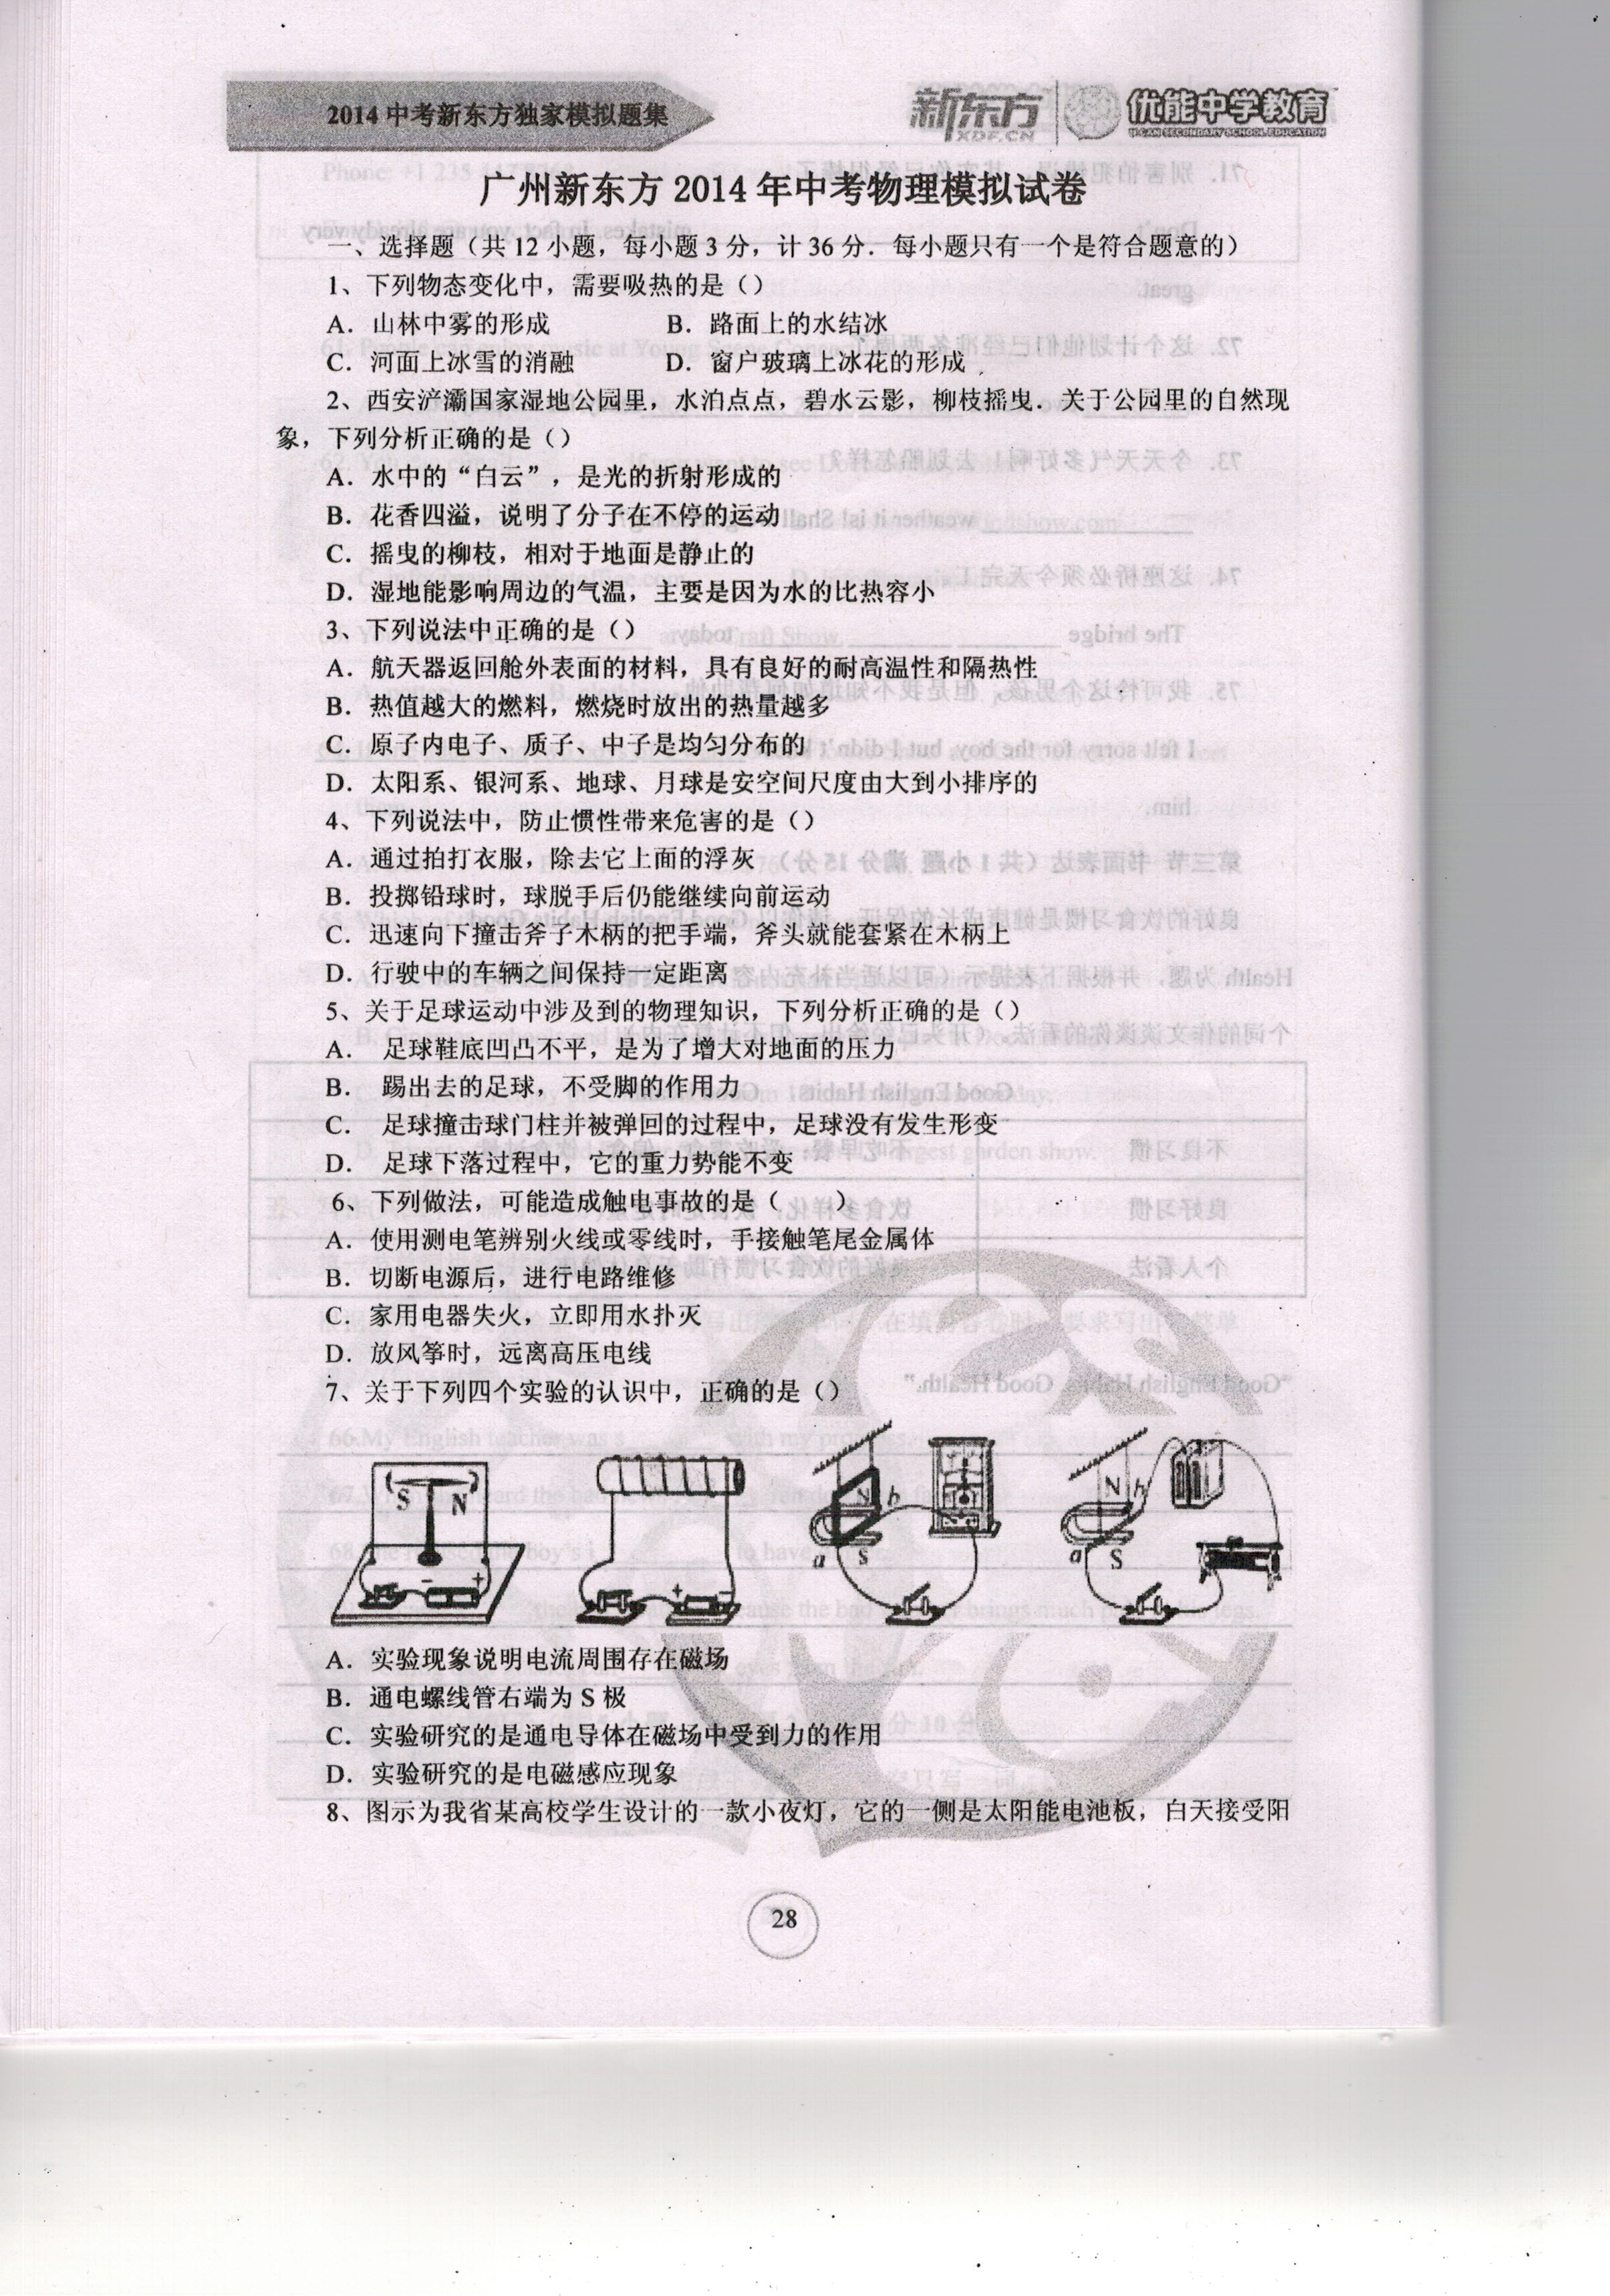 2014 中考新东方独家模拟题集
新东方 XDF.CN 优能中学教育
U-CAN SECONDARY SCHOOL EDUCATION
广州新东方 2014 年中考物理模拟试卷
一、选择题（共 12 小题，每小题 3 分，计 36 分．每小题只有一个是符合题意的）
1、下列物态变化中，需要吸热的是（）
A．山林中雾的形成 B．路面上的水结冰
C．河面上冰雪的消融 D．窗户玻璃上冰花的形成
2、西安浐灞国家湿地公园里，水泊点点，碧水云影，柳枝摇曳．关于公园里的自然现
象，下列分析正确的是（）
A．水中的“白云”，是光的折射形成的
B．花香四溢，说明了分子在不停的运动
C．摇曳的柳枝，相对于地面是静止的
D．湿地能影响周边的气温，主要是因为水的比热容小
3、下列说法中正确的是（）
A．航天器返回舱外表面的材料，具有良好的耐高温性和隔热性
B．热值越大的燃料，燃烧时放出的热量越多
C．原子内电子、质子、中子是均匀分布的
D．太阳系、银河系、地球、月球是安空间尺度由大到小排序的
4、下列说法中，防止惯性带来危害的是（）
A．通过拍打衣服，除去它上面的浮灰
B．投掷铅球时，球脱手后仍能继续向前运动
C．迅速向下撞击斧子木柄的把手端，斧头就能套紧在木柄上
D．行驶中的车辆之间保持一定距离
5、关于足球运动中涉及到的物理知识，下列分析正确的是（）
A． 足球鞋底凹凸不平，是为了增大对地面的压力
B． 踢出去的足球，不受脚的作用力
C． 足球撞击球门柱并被弹回的过程中，足球没有发生形变
D． 足球下落过程中，它的重力势能不变
6、下列做法，可能造成触电事故的是（ ）
A．使用测电笔辨别火线或零线时，手接触笔尾金属体
B．切断电源后，进行电路维修
C．家用电器失火，立即用水扑灭
D．放风筝时，远离高压电线
7、关于下列四个实验的认识中，正确的是（）
S N − +
+ −
N b a S
N b a S
A．实验现象说明电流周围存在磁场
B．通电螺线管右端为 S 极
C．实验研究的是通电导体在磁场中受到力的作用
D．实验研究的是电磁感应现象
8、图示为我省某高校学生设计的一款小夜灯，它的一侧是太阳能电池板，白天接受阳
28